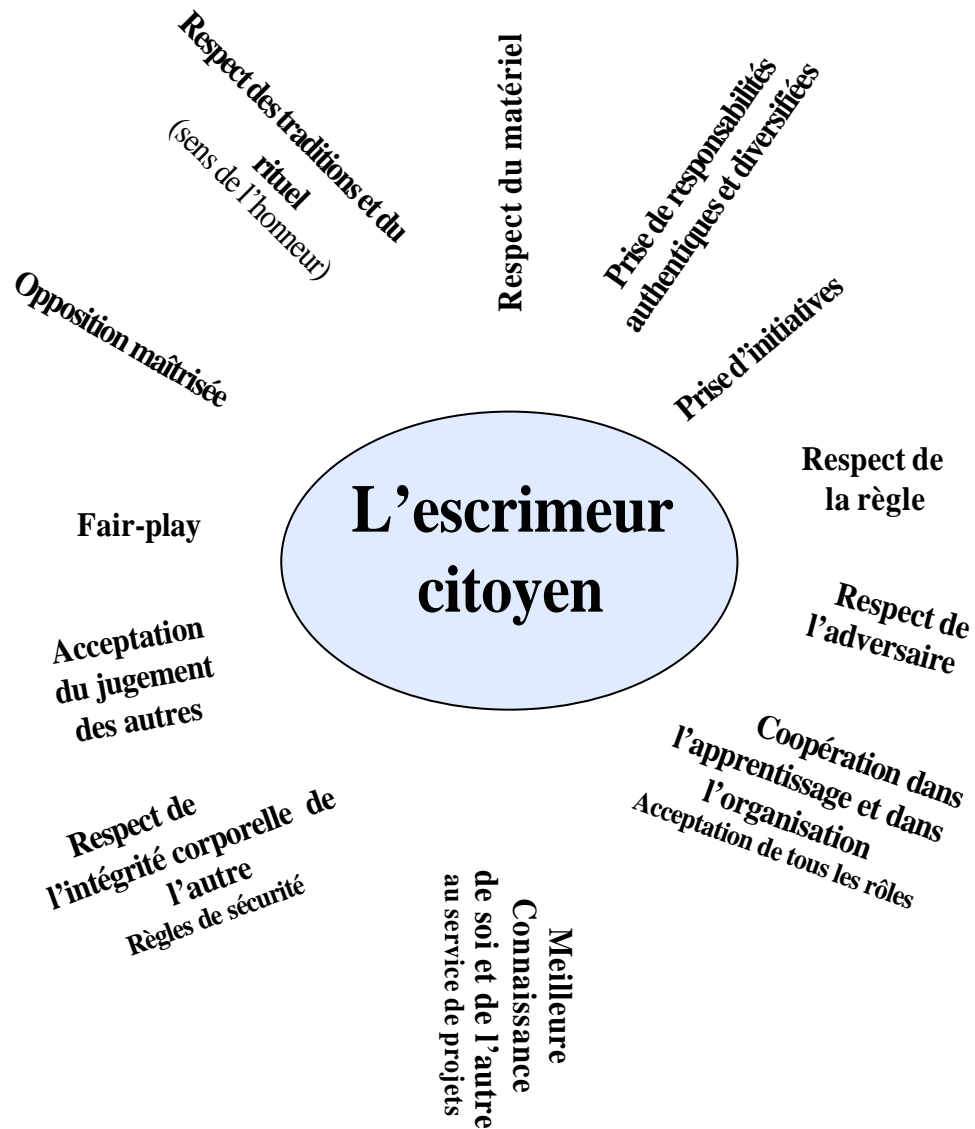 Respect des traditions et du
rituel
(sens de l’honneur)
Respect du matériel
Prise de responsabilités
authentiques et diversifiées
Prise d’initiatives
Opposition maîtrisée
Respect de
la règle
Fair-play
L’escrimeur
citoyen
Respect de
l’adversaire
Acceptation
du jugement
des autres
Coopération dans
l’apprentissage et dans
l’organisation
Acceptation de tous les rôles
Respect de
l’intégrité corporelle de
l’autre
Règles de sécurité
Meilleure
Connaissance
de soi et de l’autre
au service de projets